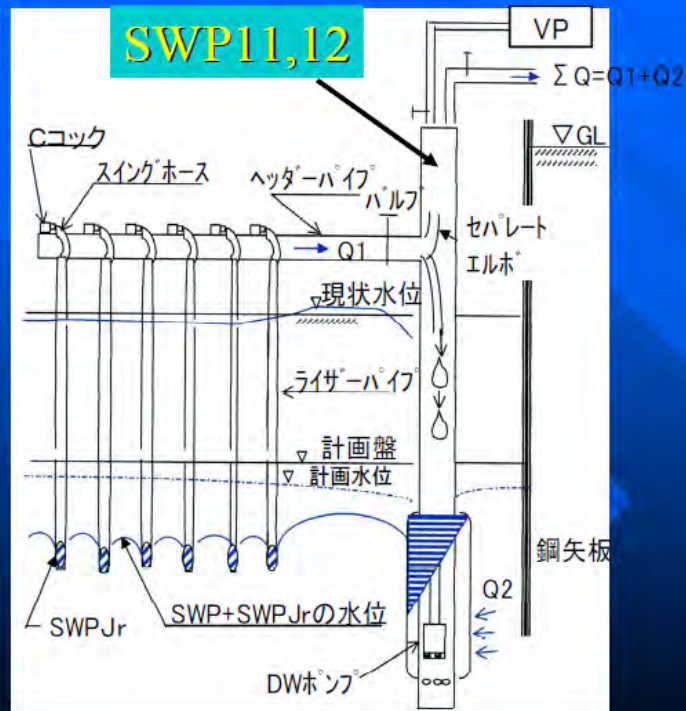 SWP11,12
VP
Σ Q=Q1+Q2
Cコック
▽GL
スイングホース
ヘッダーパイプ
バルブ
セパレート
エルボ
Q1
▽現状水位
ライザーパイプ
▽ 計画盤
▽ 計画水位
鋼矢板
Q2
SWPJr
SWP+SWPJrの水位
DWポンプ